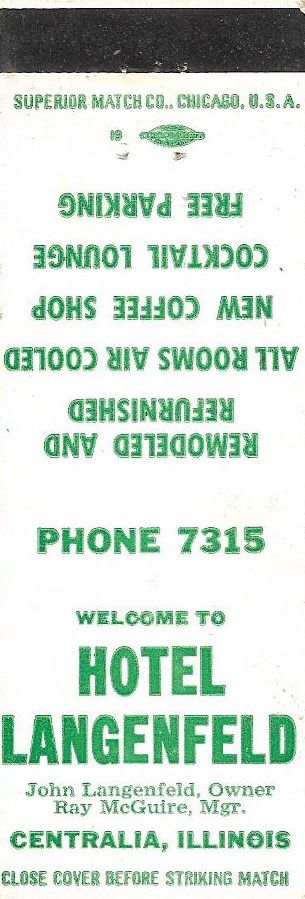 SUPERIOR MATCH CO., CHICAGO, U.S.A.
19
REMODELED AND
REFURNISHED
ALL ROOMS AIR COOLED
NEW COFFEE SHOP
COCKTAIL LOUNGE
FREE PARKING
PHONE 7315
WELCOME TO
HOTEL
LANGENFELD
John Langenfeld, Owner
Ray McGuire, Mgr.
CENTRALIA, ILLINOIS
CLOSE COVER BEFORE STRIKING MATCH